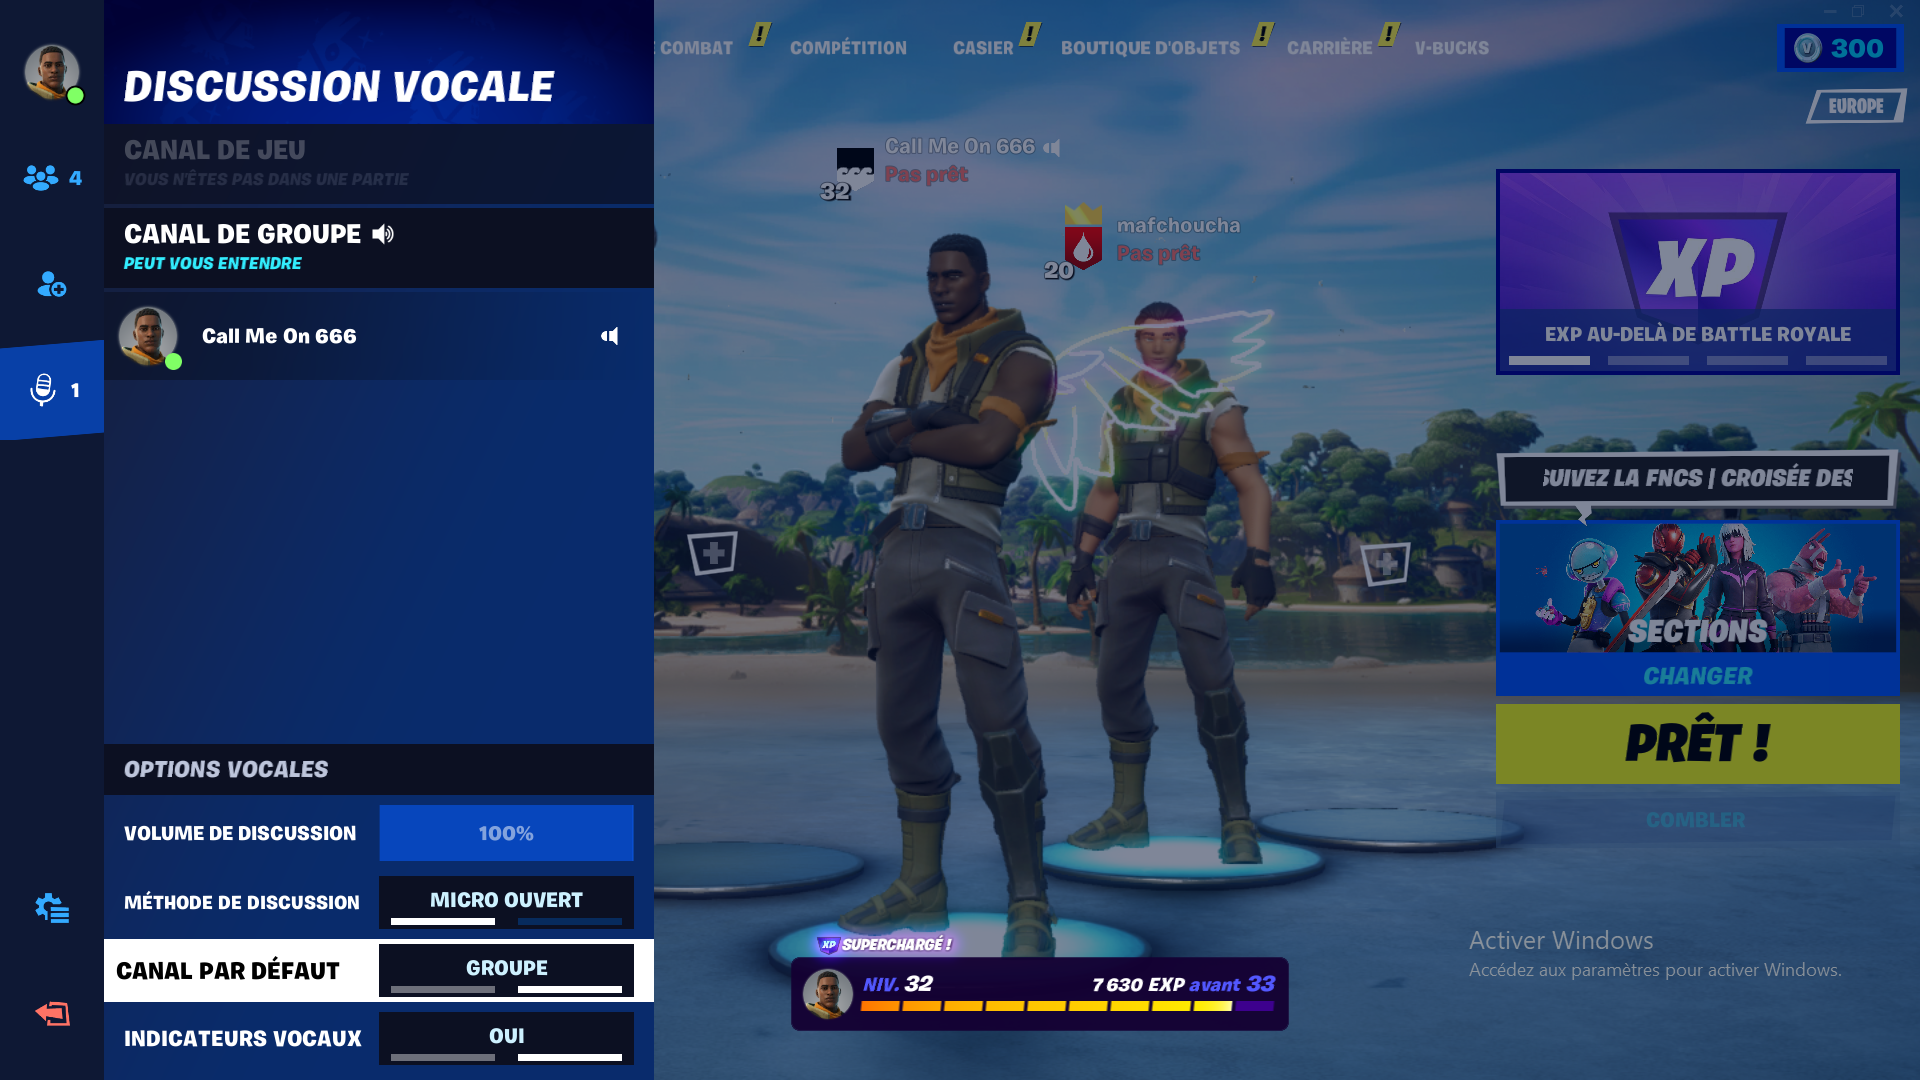 DISCUSSION VOCALE
CANAL DE JEU
VOUS N'ÊTES PAS DANS UNE PARTIE
CANAL DE GROUPE
PEUT VOUS ENTENDRE
Call Me On 666
4
1
OPTIONS VOCALES
VOLUME DE DISCUSSION 100%
MÉTHODE DE DISCUSSION MICRO OUVERT
CANAL PAR DÉFAUT GROUPE
INDICATEURS VOCAUX OUI
COMBAT ! COMPÉTITION CASIER ! BOUTIQUE D'OBJETS ! CARRIÈRE ! V-BUCKS
V 300
EUROPE
Call Me On 666
Pas prêt
32
mafchoucha
Pas prêt
20
XP
EXP AU-DELÀ DE BATTLE ROYALE
SUIVEZ LA FNCS | CROISÉE DES
SECTIONS
CHANGER
PRÊT !
COMBLER
XP SUPERCHARGÉ !
NIV. 32 7 630 EXP avant 33
Activer Windows
Accédez aux paramètres pour activer Windows.